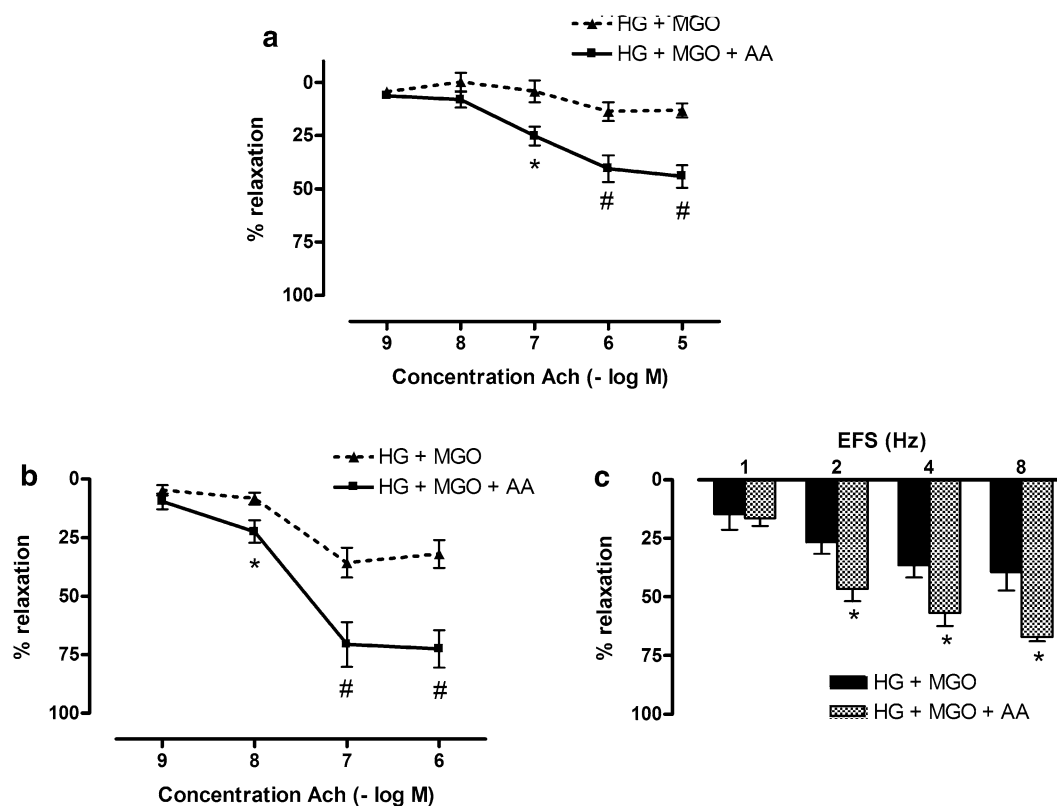 a
HG + MGO
HG + MGO + AA
0
25
50
75
100
% relaxation
*
#
#
9 8 7 6 5
Concentration Ach (- log M)
b
HG + MGO
HG + MGO + AA
0
25
50
75
100
% relaxation
*
#
#
9 8 7 6
Concentration Ach (- log M)
c
EFS (Hz)
1 2 4 8
0
25
50
75
100
% relaxation
*
*
*
HG + MGO
HG + MGO + AA